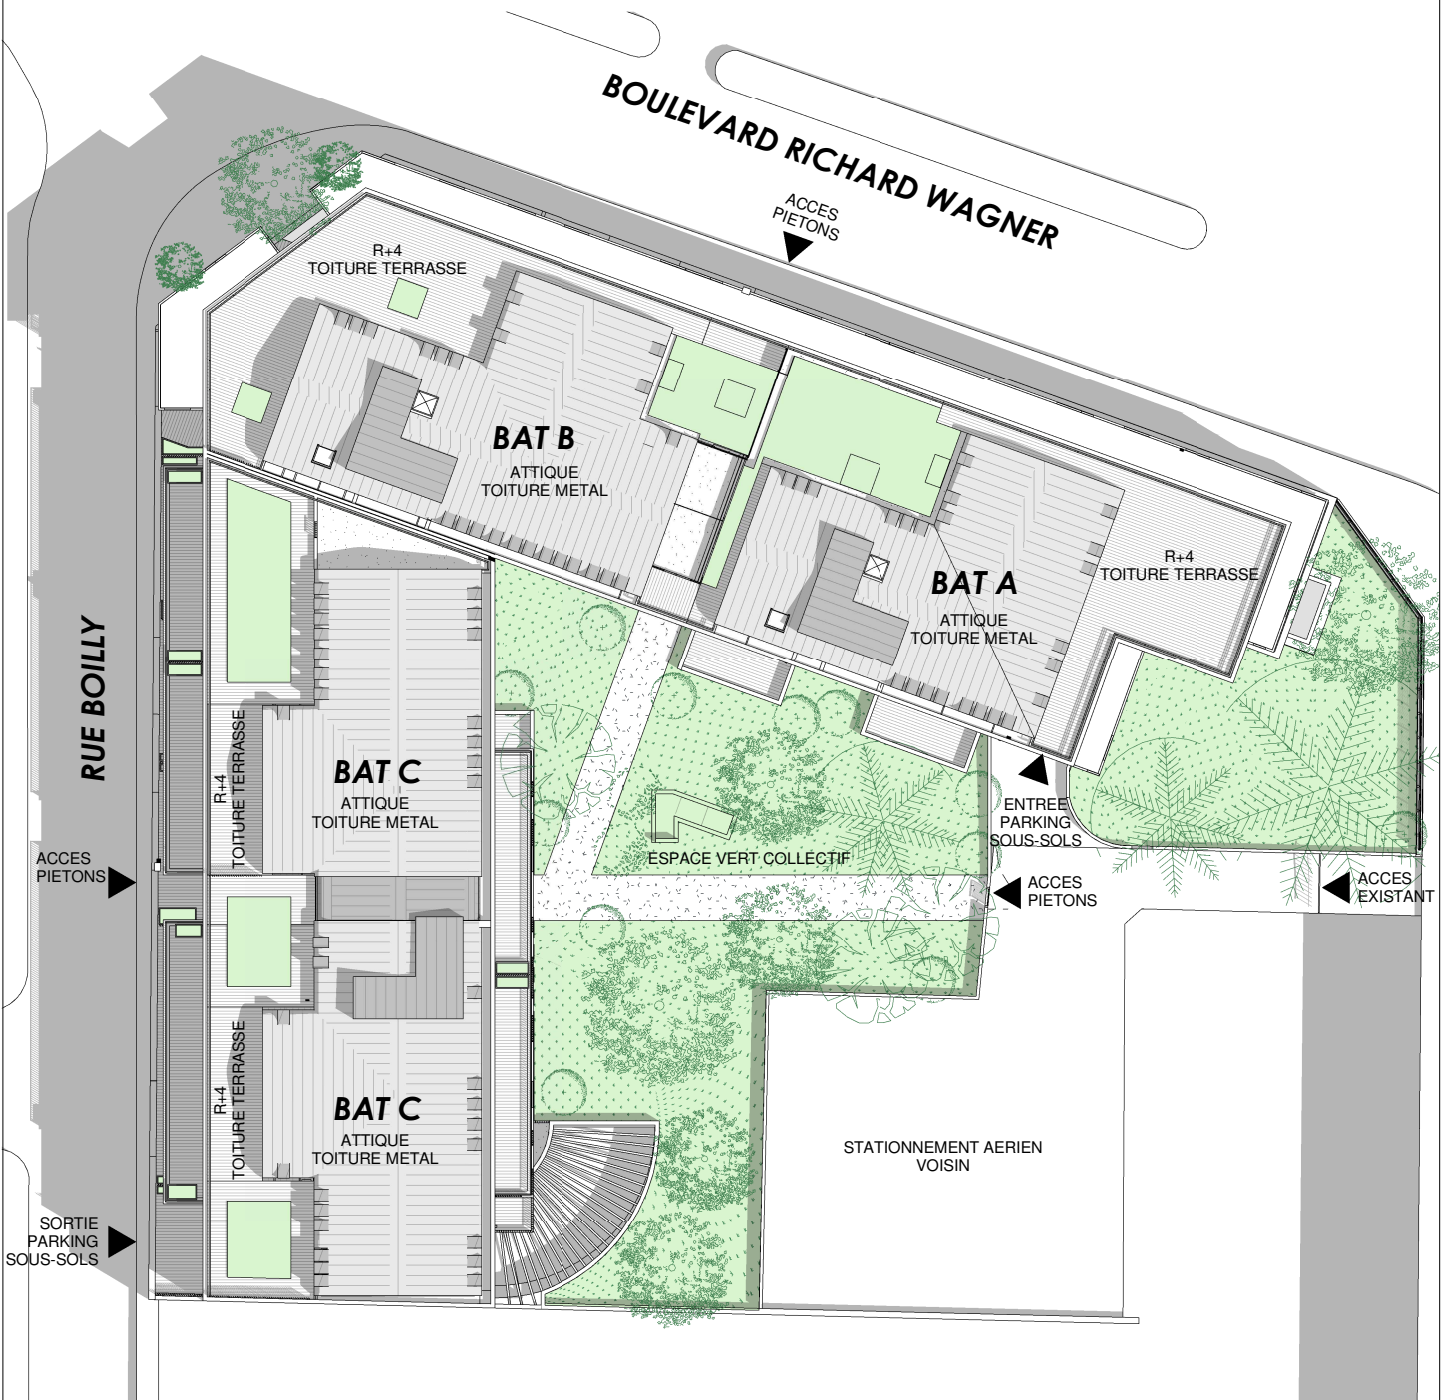 BOULEVARD RICHARD WAGNER
ACCES
PIETONS
R+4
TOITURE TERRASSE
BAT B
ATTIQUE
TOITURE METAL
R+4
TOITURE TERRASSE
BAT A
ATTIQUE
TOITURE METAL
RUE BOILLY
R+4
TOITURE TERRASSE
BAT C
ATTIQUE
TOITURE METAL
ENTREE
PARKING
SOUS-SOLS
ESPACE VERT COLLECTIF
ACCES
PIETONS
ACCES
PIETONS
ACCES
EXISTANT
R+4
TOITURE TERRASSE
BAT C
ATTIQUE
TOITURE METAL
STATIONNEMENT AERIEN
VOISIN
SORTIE
PARKING
SOUS-SOLS